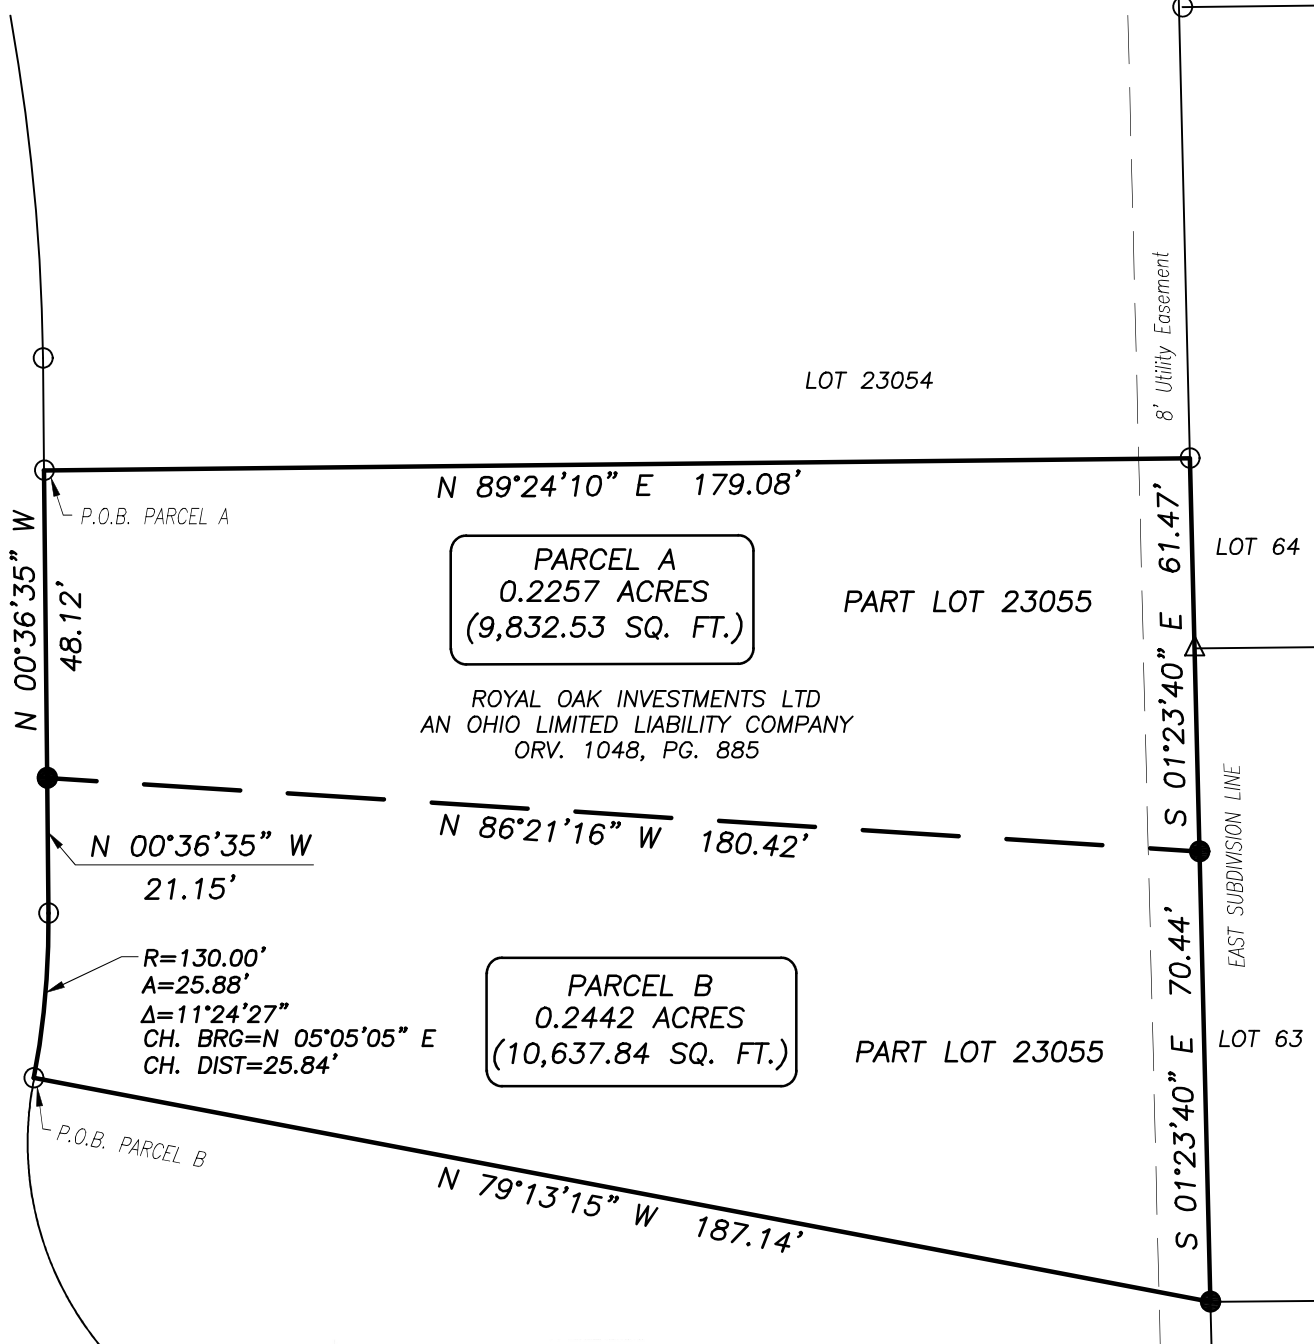 8’ Utility Easement
LOT 23054
N 89°24’10” E 179.08’
P.O.B. PARCEL A
N 00°36’35” W
48.12’
PARCEL A
0.2257 ACRES
(9,832.53 SQ. FT.)
PART LOT 23055
S 01°23’40” E 61.47’
LOT 64
ROYAL OAK INVESTMENTS LTD
AN OHIO LIMITED LIABILITY COMPANY
ORV. 1048, PG. 885
N 86°21’16” W 180.42’
N 00°36’35” W
21.15’
EAST SUBDIVISION LINE
R=130.00’
A=25.88’
Δ=11°24’27”
CH. BRG=N 05°05’05” E
CH. DIST=25.84’
PARCEL B
0.2442 ACRES
(10,637.84 SQ. FT.)
PART LOT 23055
S 01°23’40” E 70.44’
LOT 63
P.O.B. PARCEL B
N 79°13’15” W 187.14’